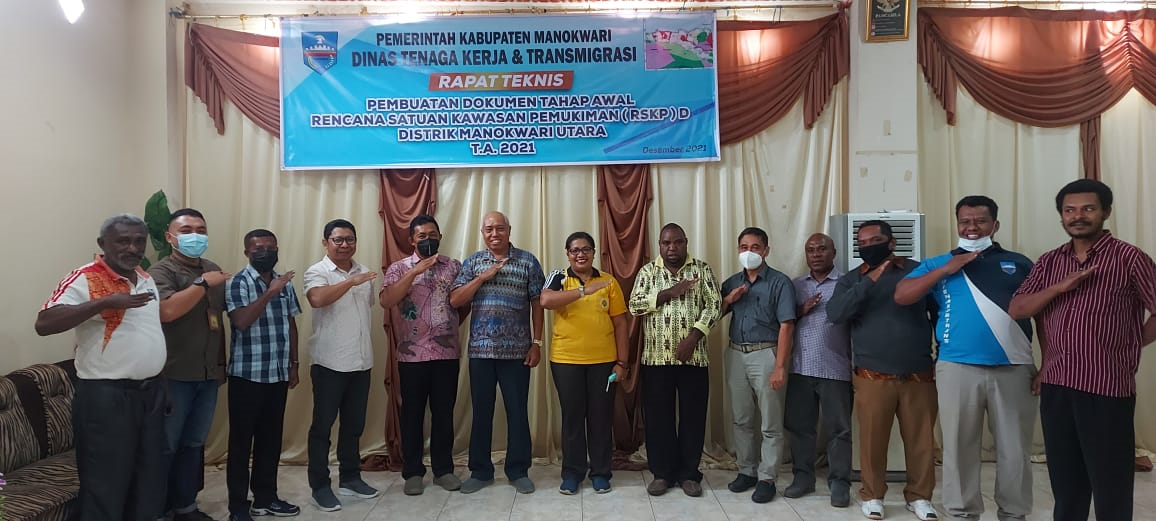 PEMERINTAH KABUPATEN MANOKWARI
DINAS TENAGA KERJA & TRANSMIGRASI
RAPAT TEKNIS
PEMBUATAN DOKUMEN TAHAP AWAL
RENCANA SATUAN KAWASAN PEMUKIMAN ( RSKP ) D
DISTRIK MANOKWARI UTARA
T.A. 2021
Desember 2021
PANCASILA